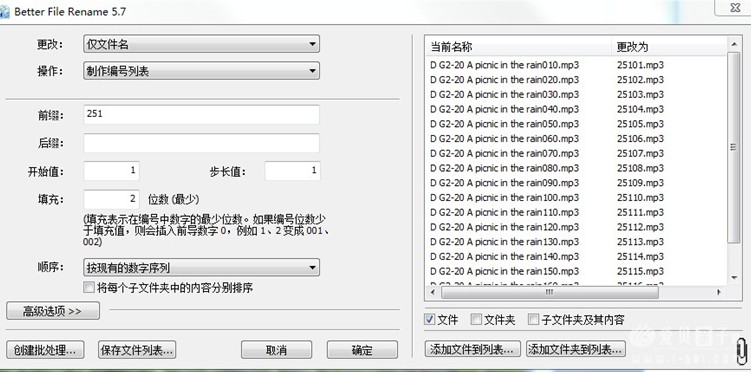 Better File Rename 5.7
更改: 仅文件名
操作: 制作编号列表
前缀: 251
后缀:
开始值: 1 步长值: 1
填充: 2 位数(最少)
(填充表示在编号中数字的最少位数。如果编号位数少
于填充值，则会插入前导数字 0，例如 1、2 变成 001、
002)
顺序: 按现有的数字序列
将每个子文件夹中的内容分别排序
高级选项 >>
创建批处理... 保存文件列表... 取消 确定
当前名称 更改为
D G2-20 A picnic in the rain010.mp3 25101.mp3
D G2-20 A picnic in the rain020.mp3 25102.mp3
D G2-20 A picnic in the rain030.mp3 25103.mp3
D G2-20 A picnic in the rain040.mp3 25104.mp3
D G2-20 A picnic in the rain050.mp3 25105.mp3
D G2-20 A picnic in the rain060.mp3 25106.mp3
D G2-20 A picnic in the rain070.mp3 25107.mp3
D G2-20 A picnic in the rain080.mp3 25108.mp3
D G2-20 A picnic in the rain090.mp3 25109.mp3
D G2-20 A picnic in the rain100.mp3 25110.mp3
D G2-20 A picnic in the rain110.mp3 25111.mp3
D G2-20 A picnic in the rain120.mp3 25112.mp3
D G2-20 A picnic in the rain130.mp3 25113.mp3
D G2-20 A picnic in the rain140.mp3 25114.mp3
D G2-20 A picnic in the rain150.mp3 25115.mp3
D G2-20 A picnic in the rain160.mp3 25116.mp3
文件 文件夹 子文件夹及其内容
添加文件到列表... 添加文件夹到列表...